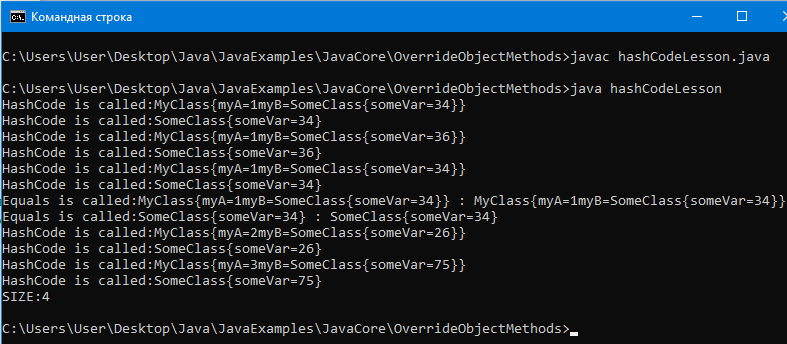 Командная строка
C:\Users\User\Desktop\Java\JavaExamples\JavaCore\OverrideObjectMethods>javac hashCodeLesson.java
C:\Users\User\Desktop\Java\JavaExamples\JavaCore\OverrideObjectMethods>java hashCodeLesson
HashCode is called:MyClass{myA=1myB=SomeClass{someVar=34}}
HashCode is called:SomeClass{someVar=34}
HashCode is called:MyClass{myA=1myB=SomeClass{someVar=36}}
HashCode is called:SomeClass{someVar=36}
HashCode is called:MyClass{myA=1myB=SomeClass{someVar=34}}
HashCode is called:SomeClass{someVar=34}
Equals is called:MyClass{myA=1myB=SomeClass{someVar=34}} : MyClass{myA=1myB=SomeClass{someVar=34}}
Equals is called:SomeClass{someVar=34} : SomeClass{someVar=34}
HashCode is called:MyClass{myA=2myB=SomeClass{someVar=26}}
HashCode is called:SomeClass{someVar=26}
HashCode is called:MyClass{myA=3myB=SomeClass{someVar=75}}
HashCode is called:SomeClass{someVar=75}
SIZE:4
C:\Users\User\Desktop\Java\JavaExamples\JavaCore\OverrideObjectMethods>